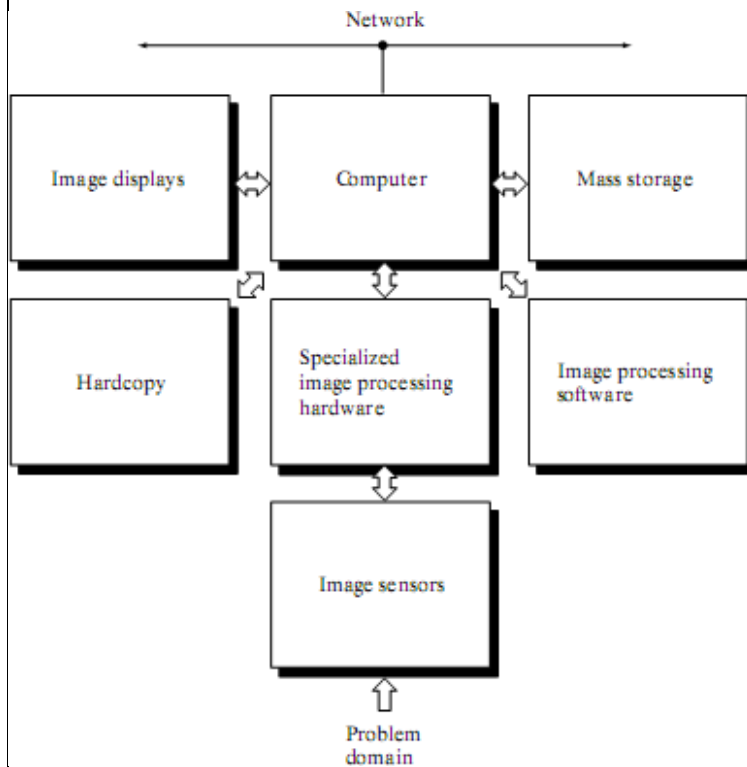 Network
Image displays
Computer
Mass storage
Hardcopy
Specialized
image processing
hardware
Image processing
software
Image sensors
Problem
domain